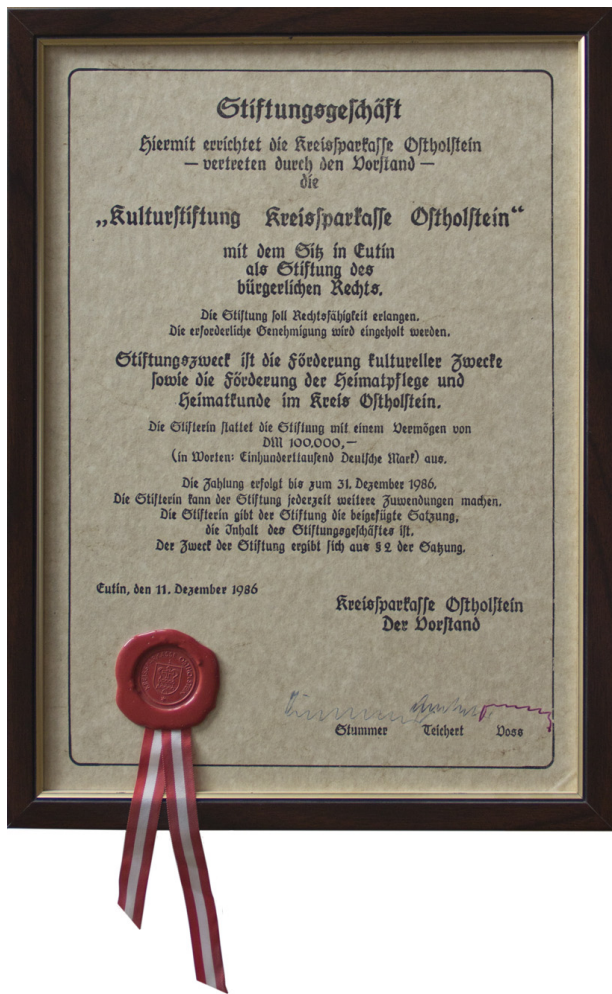 Stiftungsgeschäft
Hiermit errichtet die Kreissparkasse Ostholstein
— vertreten durch den Vorstand —
die
„Kulturstiftung Kreissparkasse Ostholstein“
mit dem Sitz in Eutin
als Stiftung des
bürgerlichen Rechts.
Die Stiftung soll Rechtsfähigkeit erlangen.
Die erforderliche Genehmigung wird eingeholt werden.
Stiftungszweck ist die Förderung kultureller Zwecke
sowie die Förderung der Heimatpflege und
Heimatkunde im Kreis Ostholstein.
Die Stifterin stattet die Stiftung mit einem Vermögen von
DM 100.000,—
(in Worten: Einhunderttausend Deutsche Mark) aus.
Die Zahlung erfolgt bis zum 31. Dezember 1986.
Die Stifterin kann der Stiftung jederzeit weitere Zuwendungen machen.
Die Stifterin gibt der Stiftung die beigefügte Satzung,
die Inhalt des Stiftungsgeschäftes ist.
Der Zweck der Stiftung ergibt sich aus § 2 der Satzung.
Eutin, den 11. Dezember 1986
Kreissparkasse Ostholstein
Der Vorstand
Stummer Teichert Voss